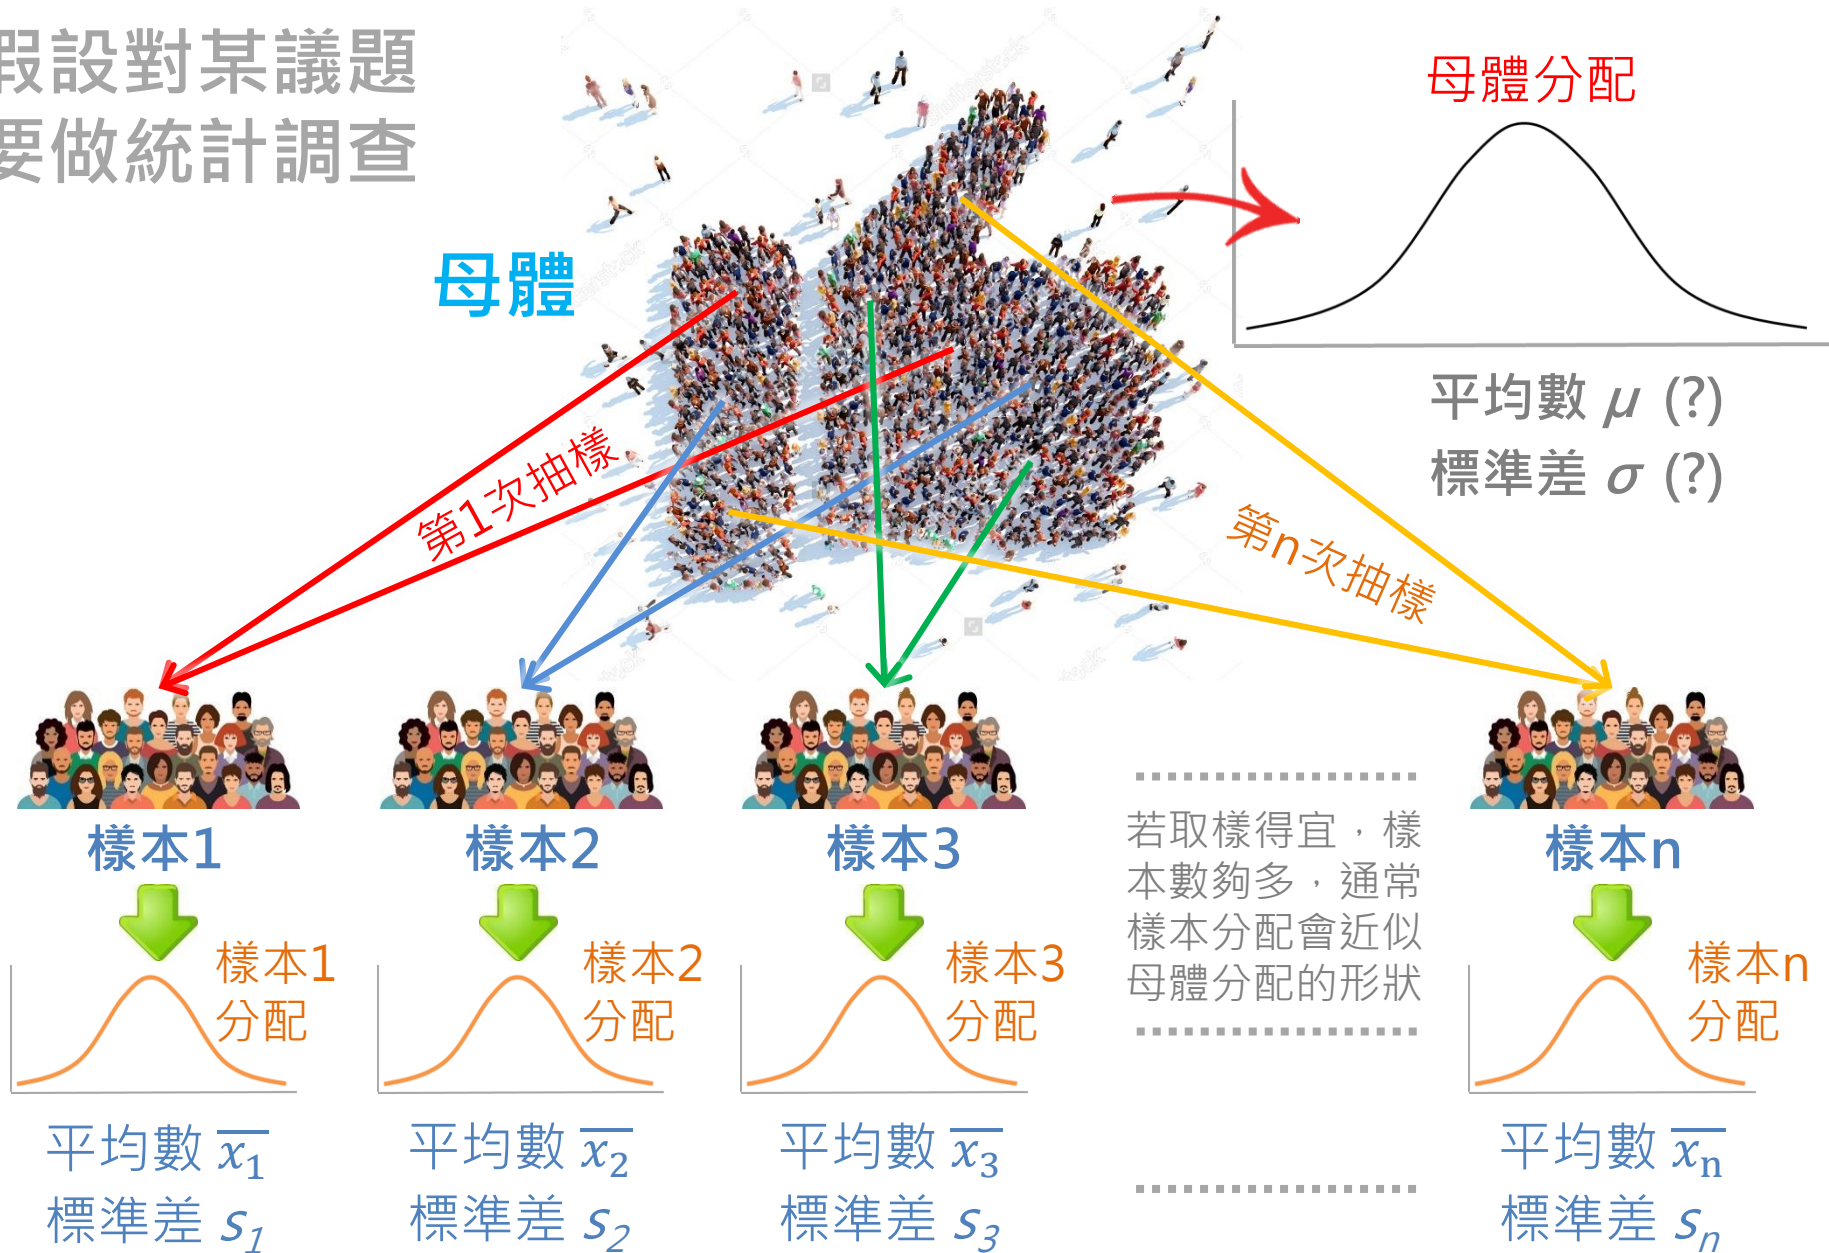 假設對某議題
要做統計調查
母體
母體分配
平均數 μ (?)
標準差 σ (?)
第1次抽樣
第n次抽樣
樣本1
樣本2
樣本3
樣本n
若取樣得宜，樣
本數夠多，通常
樣本分配會近似
母體分配的形狀
樣本1
分配
樣本2
分配
樣本3
分配
樣本n
分配
平均數 x̅₁
標準差 s₁
平均數 x̅₂
標準差 s₂
平均數 x̅₃
標準差 s₃
平均數 x̅ₙ
標準差 sₙ